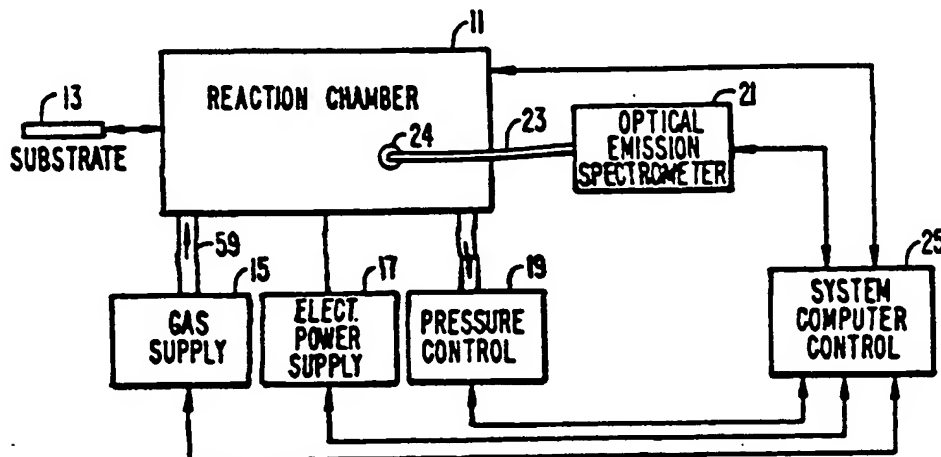 11
REACTION CHAMBER
13
SUBSTRATE
24
23
21
OPTICAL
EMISSION
SPECTROMETER
59
15
GAS
SUPPLY
17
ELECT.
POWER
SUPPLY
19
PRESSURE
CONTROL
25
SYSTEM
COMPUTER
CONTROL